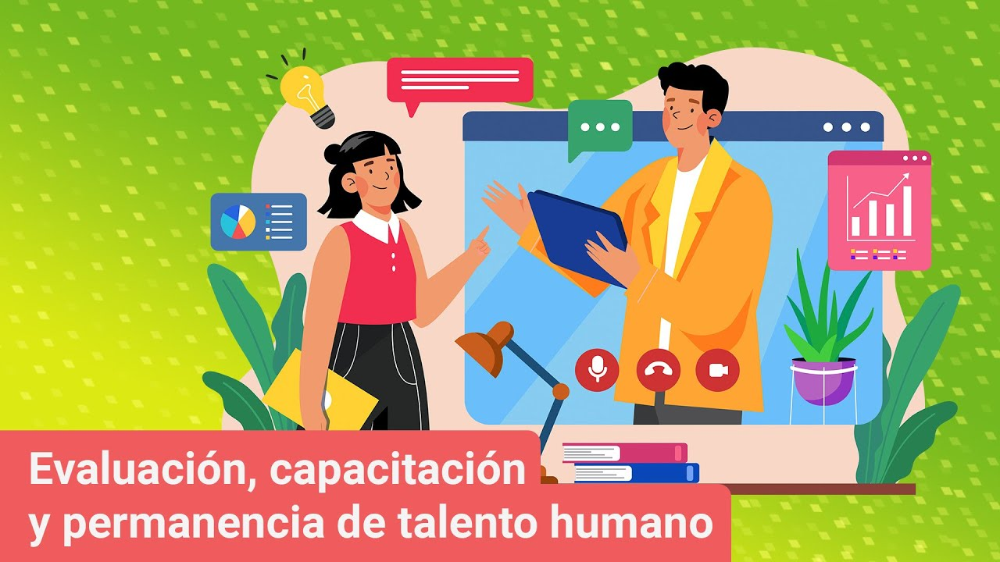 Evaluación, capacitación
y permanencia de talento humano